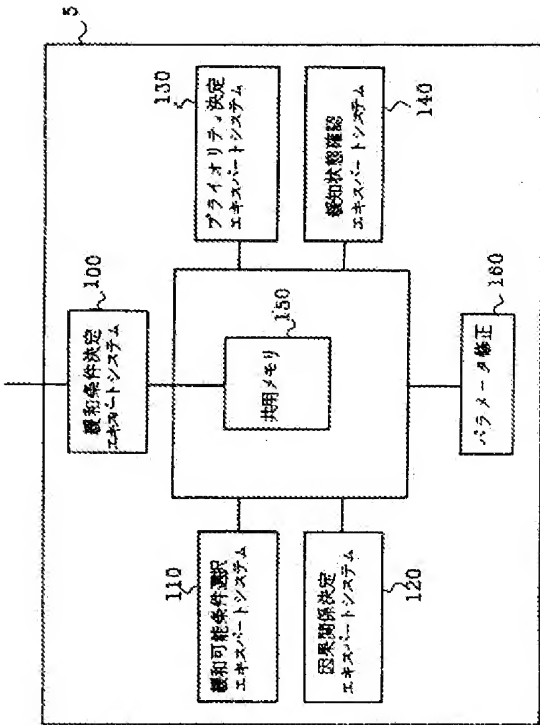 5
100
緩和条件決定
エキスパートシステム
110
緩和可能条件選択
エキスパートシステム
130
プライオリティ決定
エキスパートシステム
150
共用メモリ
120
因果関係決定
エキスパートシステム
140
緩和状態確認
エキスパートシステム
160
パラメータ修正